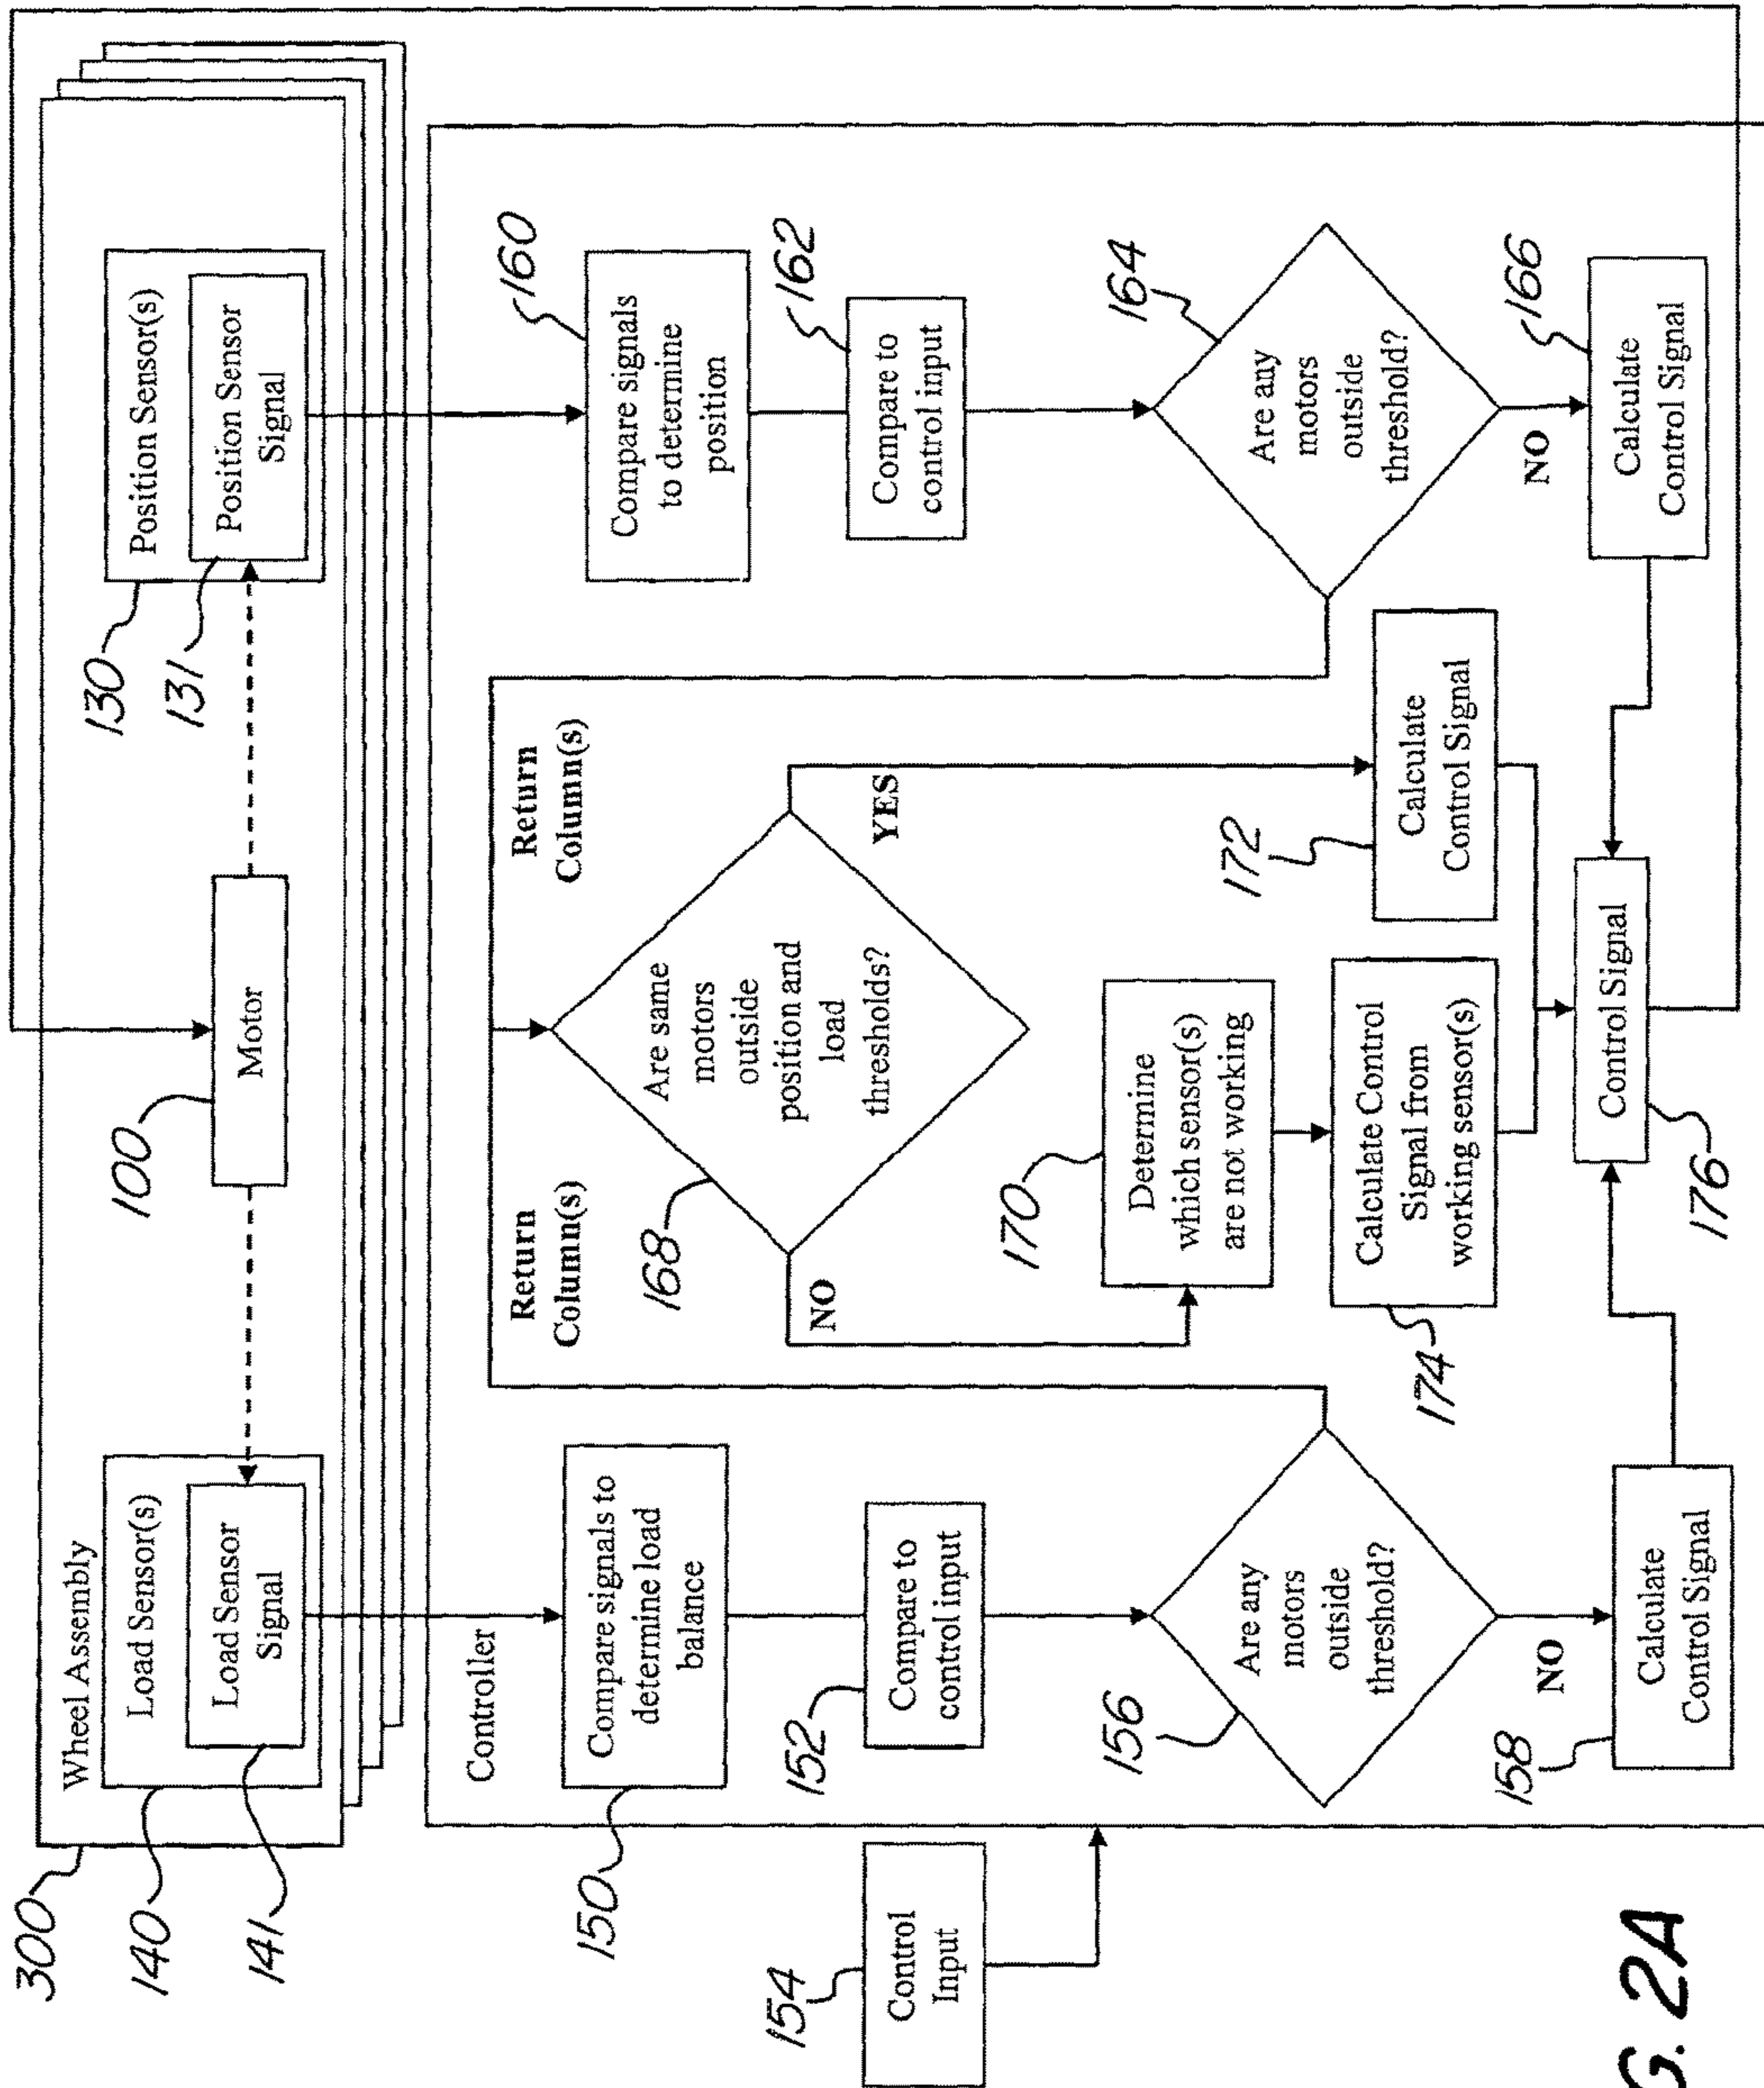 300
Wheel Assembly
140
Load Sensor(s)
141
Load Sensor
Signal
100
Motor
130
Position Sensor(s)
131
Position Sensor
Signal
Controller
150
Compare signals to
determine load
balance
160
Compare signals
to determine
position
154
Control
Input
152
Compare to
control input
162
Compare to
control input
Return
Column(s)
Return
Column(s)
168
Are same
motors
outside
position and
load
thresholds?
NO
YES
156
Are any
motors
outside
threshold?
NO
164
Are any
motors
outside
threshold?
NO
170
Determine
which sensor(s)
are not working
172
Calculate
Control Signal
174
Calculate Control
Signal from
working sensor(s)
158
Calculate
Control Signal
166
Calculate
Control Signal
176
Control Signal
G. 2A